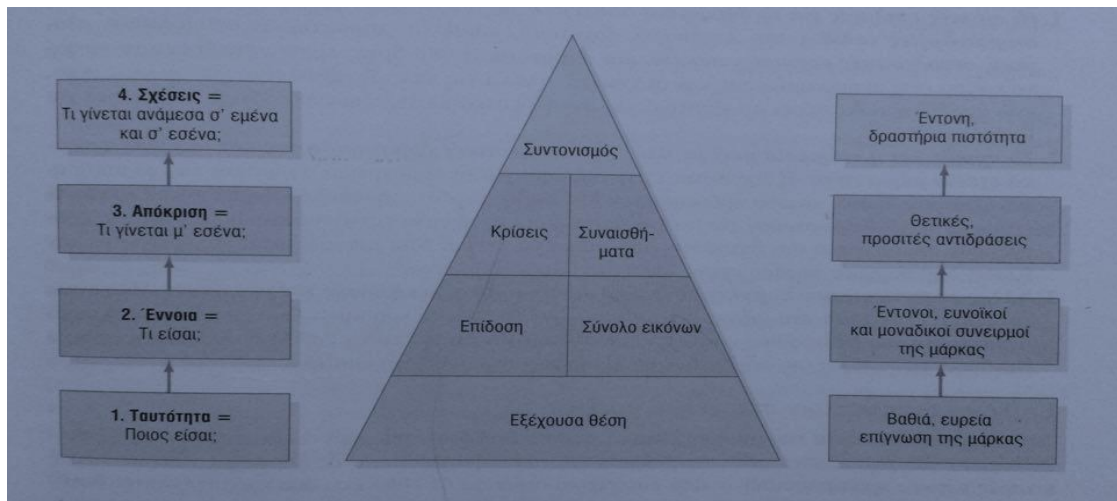 4. Σχέσεις =
Τι γίνεται ανάμεσα σ' εμένα
και σ' εσένα;
3. Απόκριση =
Τι γίνεται μ' εσένα;
2. Έννοια =
Τι είσαι;
1. Ταυτότητα =
Ποιος είσαι;
Συντονισμός
Κρίσεις
Συναισθή-
ματα
Επίδοση
Σύνολο εικόνων
Εξέχουσα θέση
Έντονη,
δραστήρια πιστότητα
Θετικές,
προσιτές αντιδράσεις
Έντονοι, ευνοϊκοί
και μοναδικοί συνειρμοί
της μάρκας
Βαθιά, ευρεία
επίγνωση της μάρκας